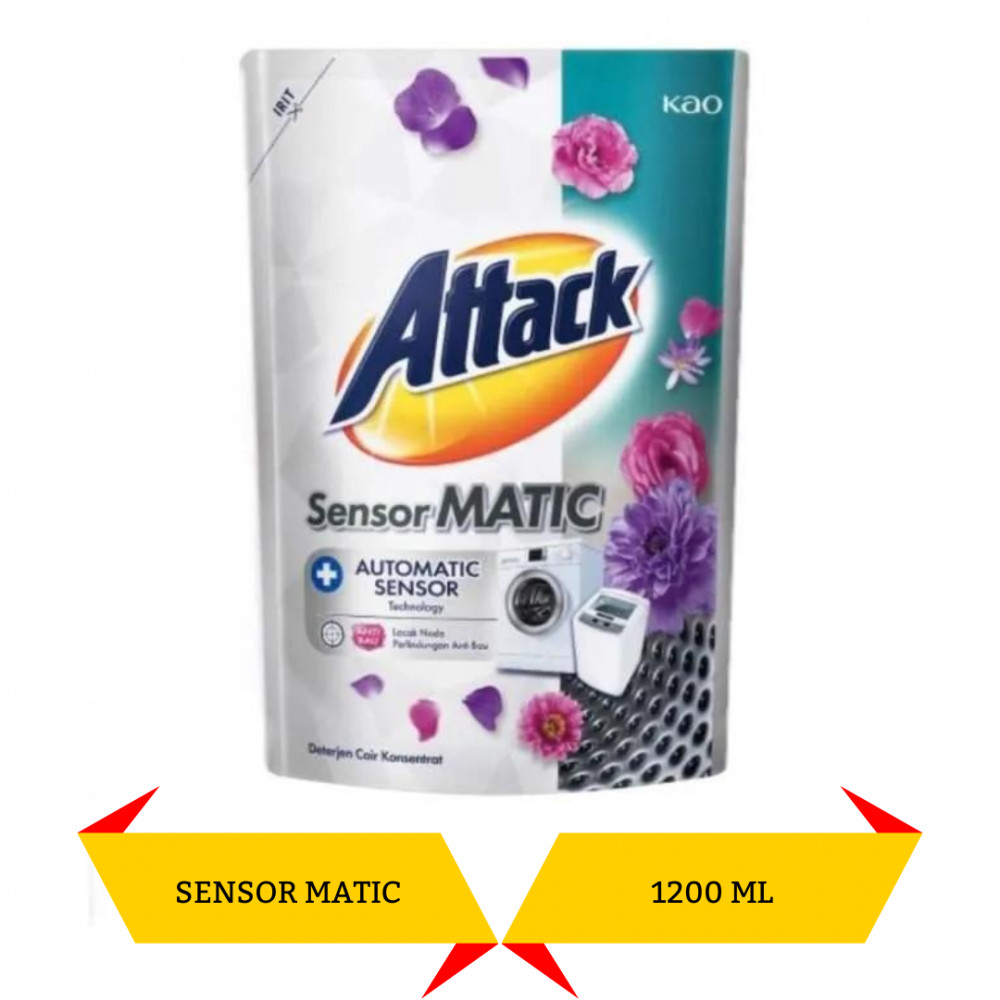 IRIT
Kao
Attack
Sensor MATIC
AUTOMATIC
SENSOR
Technology
ANTI
BAU
Lacak Noda
Perlindungan Anti Bau
Deterjen Cair Konsentrat
SENSOR MATIC
1200 ML